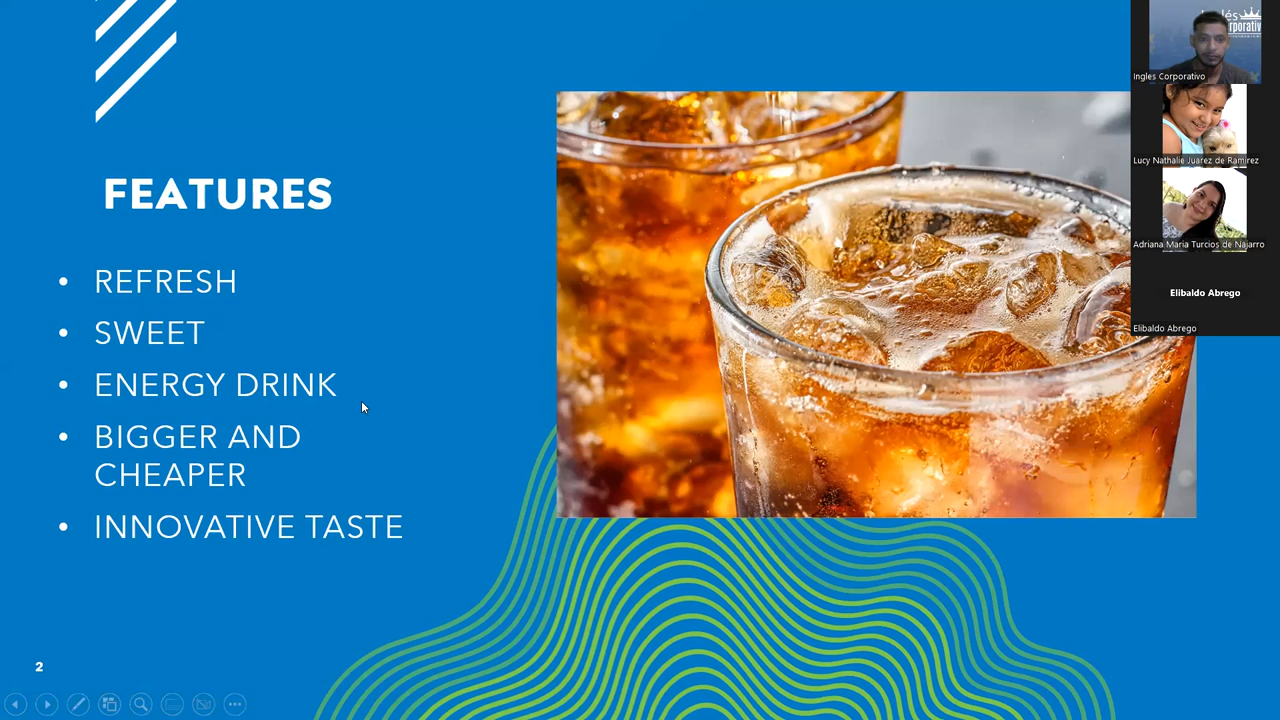 FEATURES
• REFRESH
• SWEET
• ENERGY DRINK
• BIGGER AND
CHEAPER
• INNOVATIVE TASTE
2
Ingles Corporativo
Lucy Nathalie Juarez de Ramirez
Adriana Maria Turcios de Najarro
Elibaldo Abrego
Elibaldo Abrego